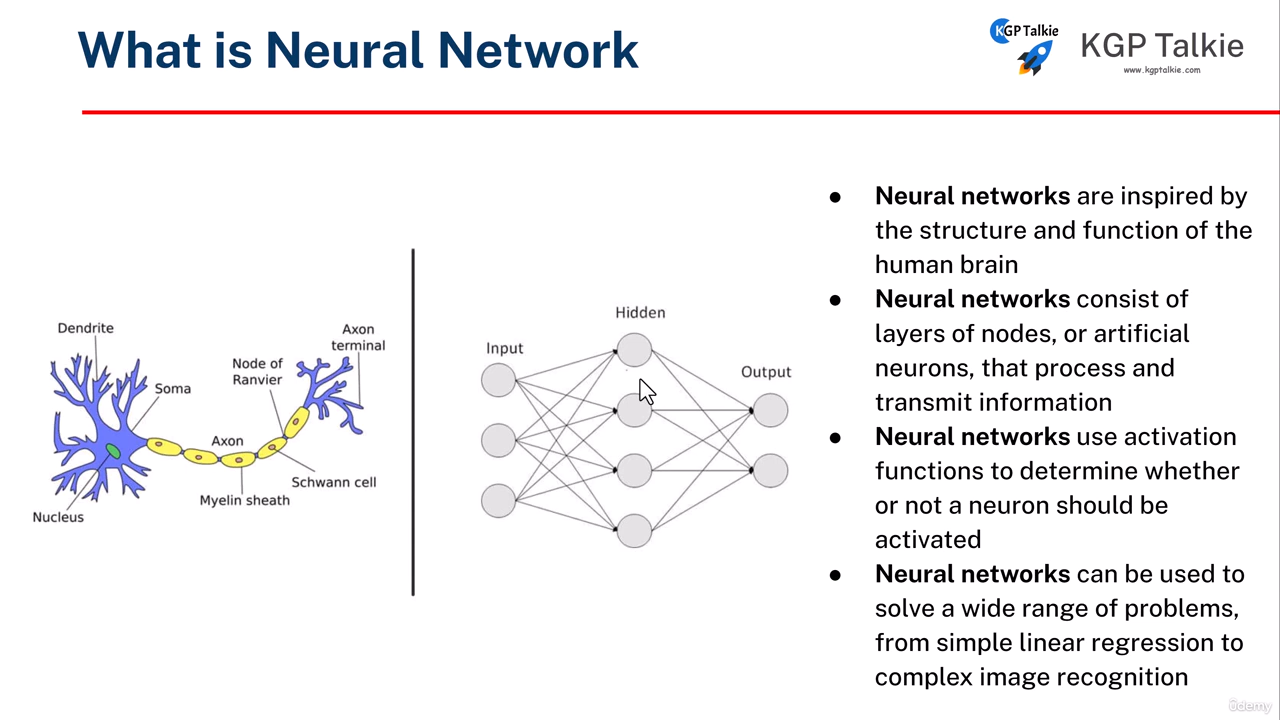 What is Neural Network
KGP Talkie
KGP Talkie
www.kgptalkie.com
Dendrite
Soma
Node of
Ranvier
Axon
terminal
Axon
Schwann cell
Myelin sheath
Nucleus
Input
Hidden
Output
● Neural networks are inspired by
the structure and function of the
human brain
● Neural networks consist of
layers of nodes, or artificial
neurons, that process and
transmit information
● Neural networks use activation
functions to determine whether
or not a neuron should be
activated
● Neural networks can be used to
solve a wide range of problems,
from simple linear regression to
complex image recognition
ûdemy